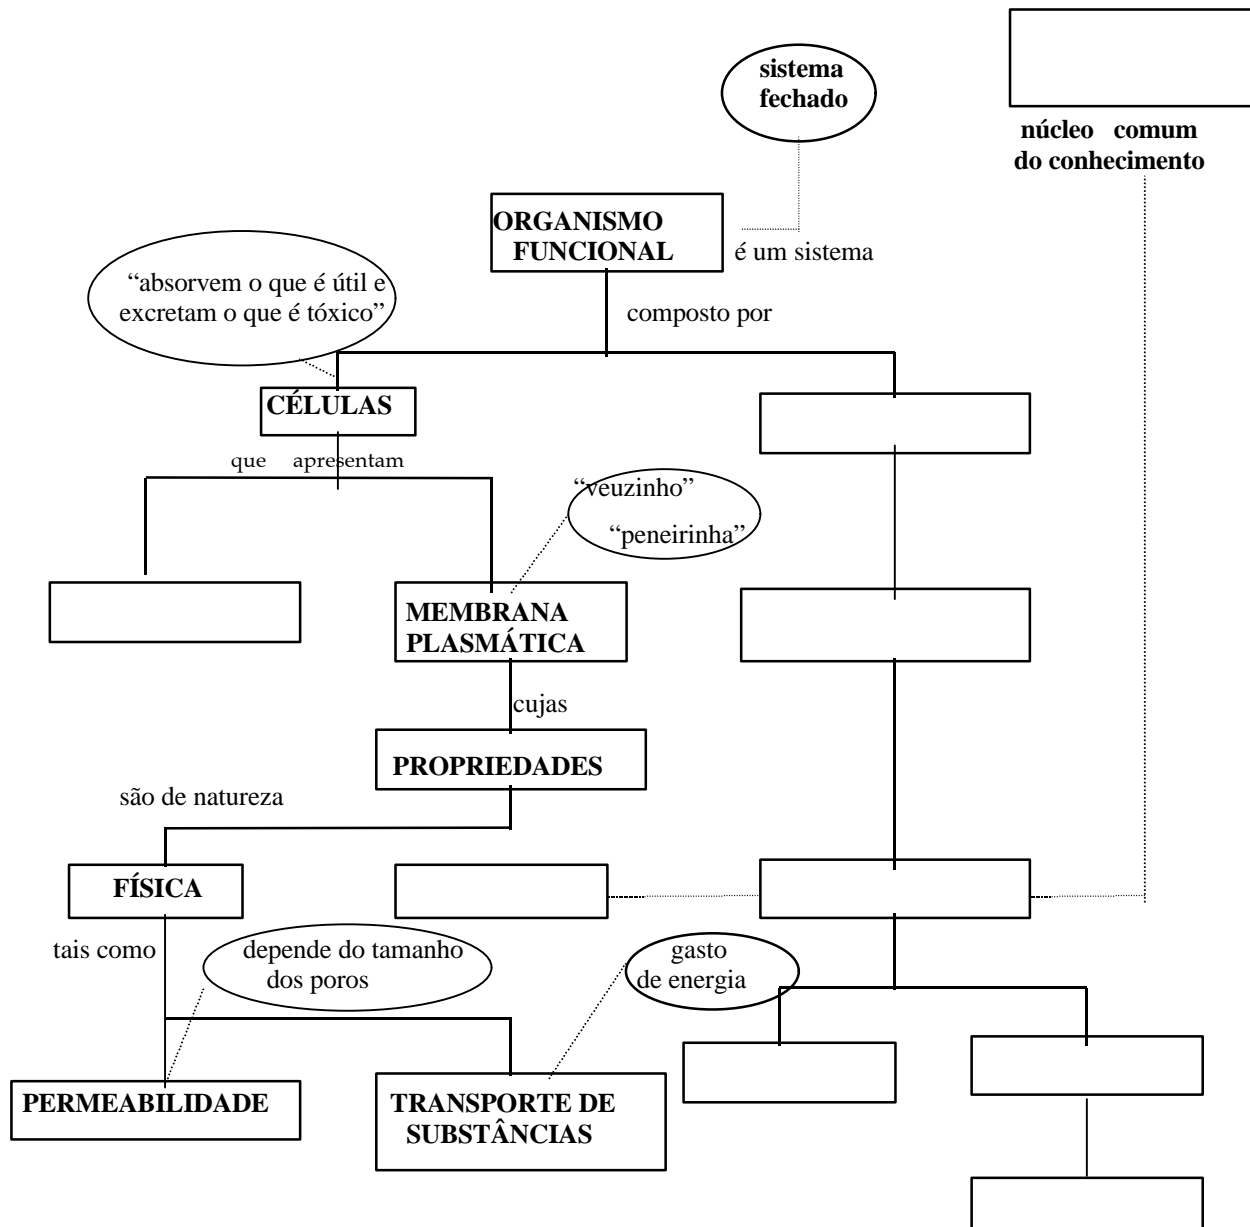 sistema
fechado
núcleo comum
do conhecimento
ORGANISMO
FUNCIONAL
é um sistema
“absorvem o que é útil e
excretam o que é tóxico”
composto por
CÉLULAS
que apresentam
“veuzinho”
“peneirinha”
MEMBRANA
PLASMÁTICA
cujas
PROPRIEDADES
são de natureza
FÍSICA
tais como
depende do tamanho
dos poros
gasto
de energia
PERMEABILIDADE
TRANSPORTE DE
SUBSTÂNCIAS